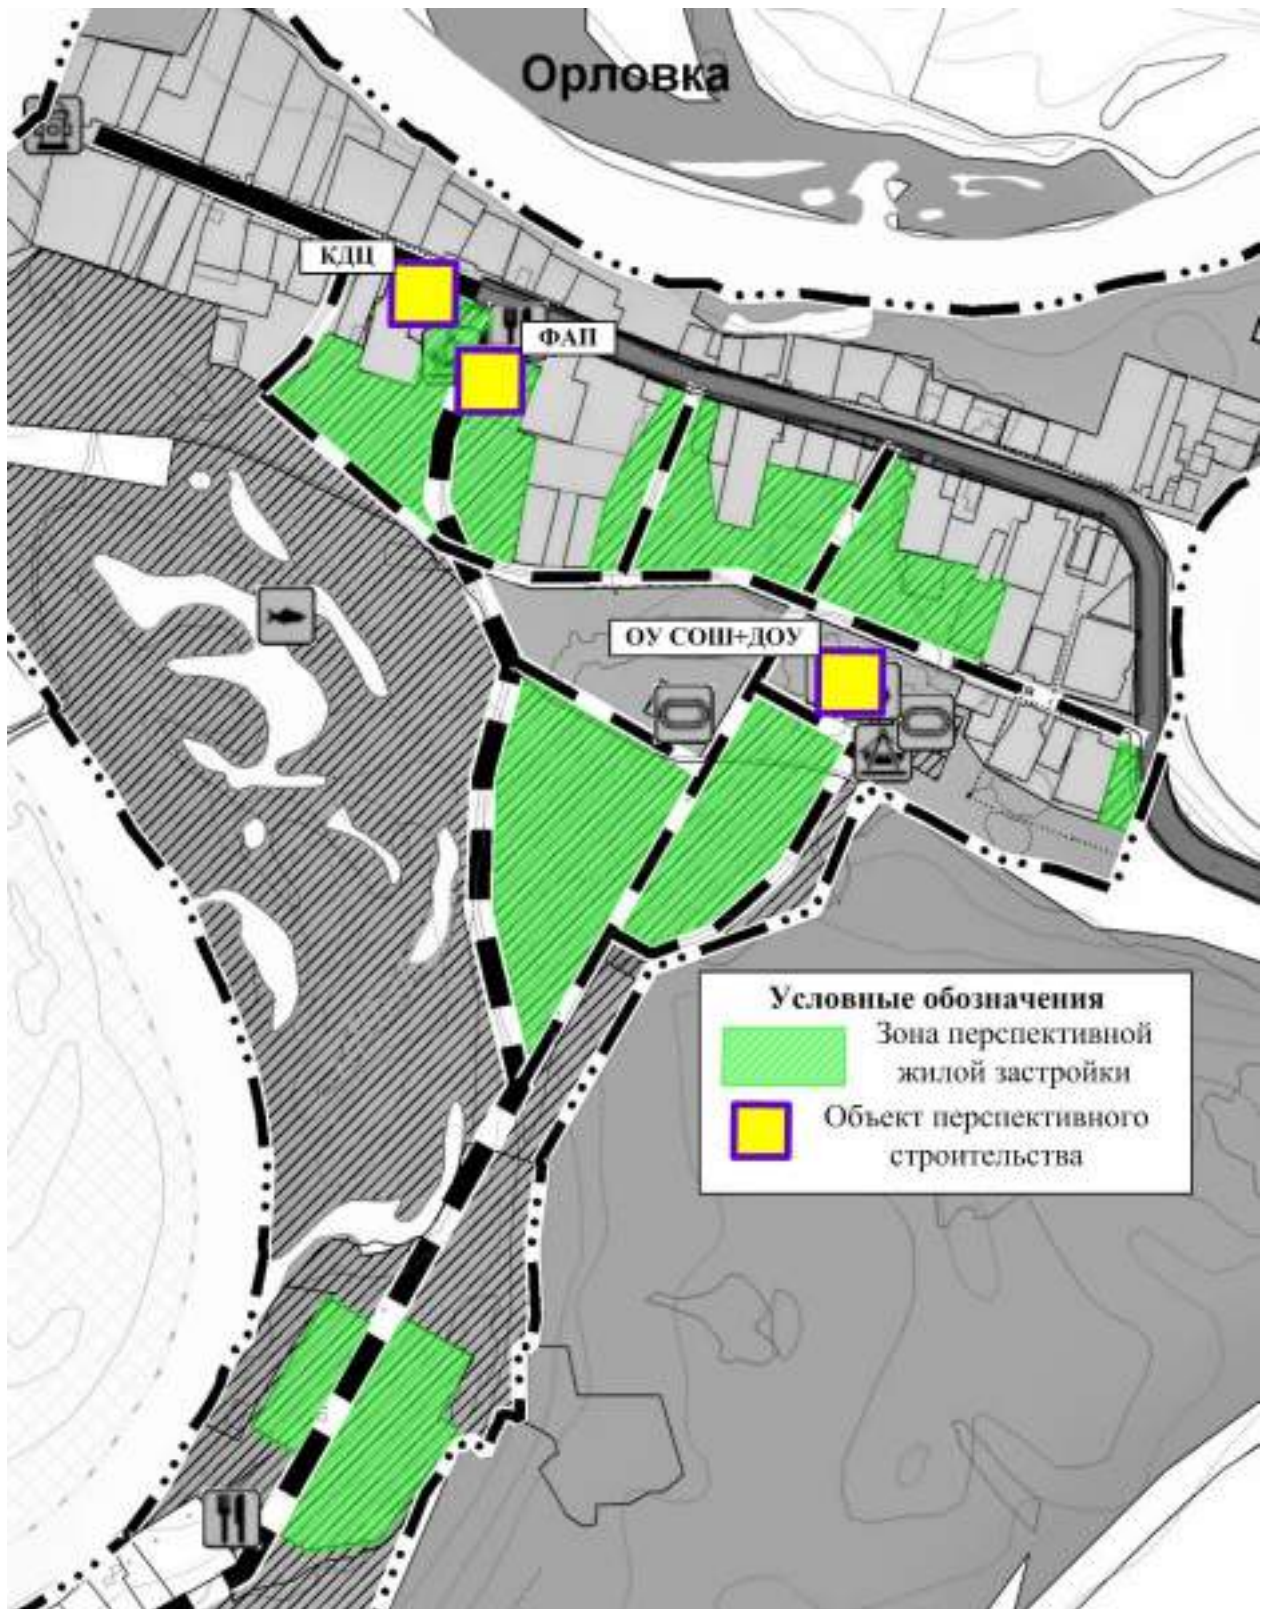 Орловка
КДЦ
ФАП
ОУ СОШ+ДОУ
Условные обозначения
Зона перспективной
жилой застройки
Объект перспективного
строительства